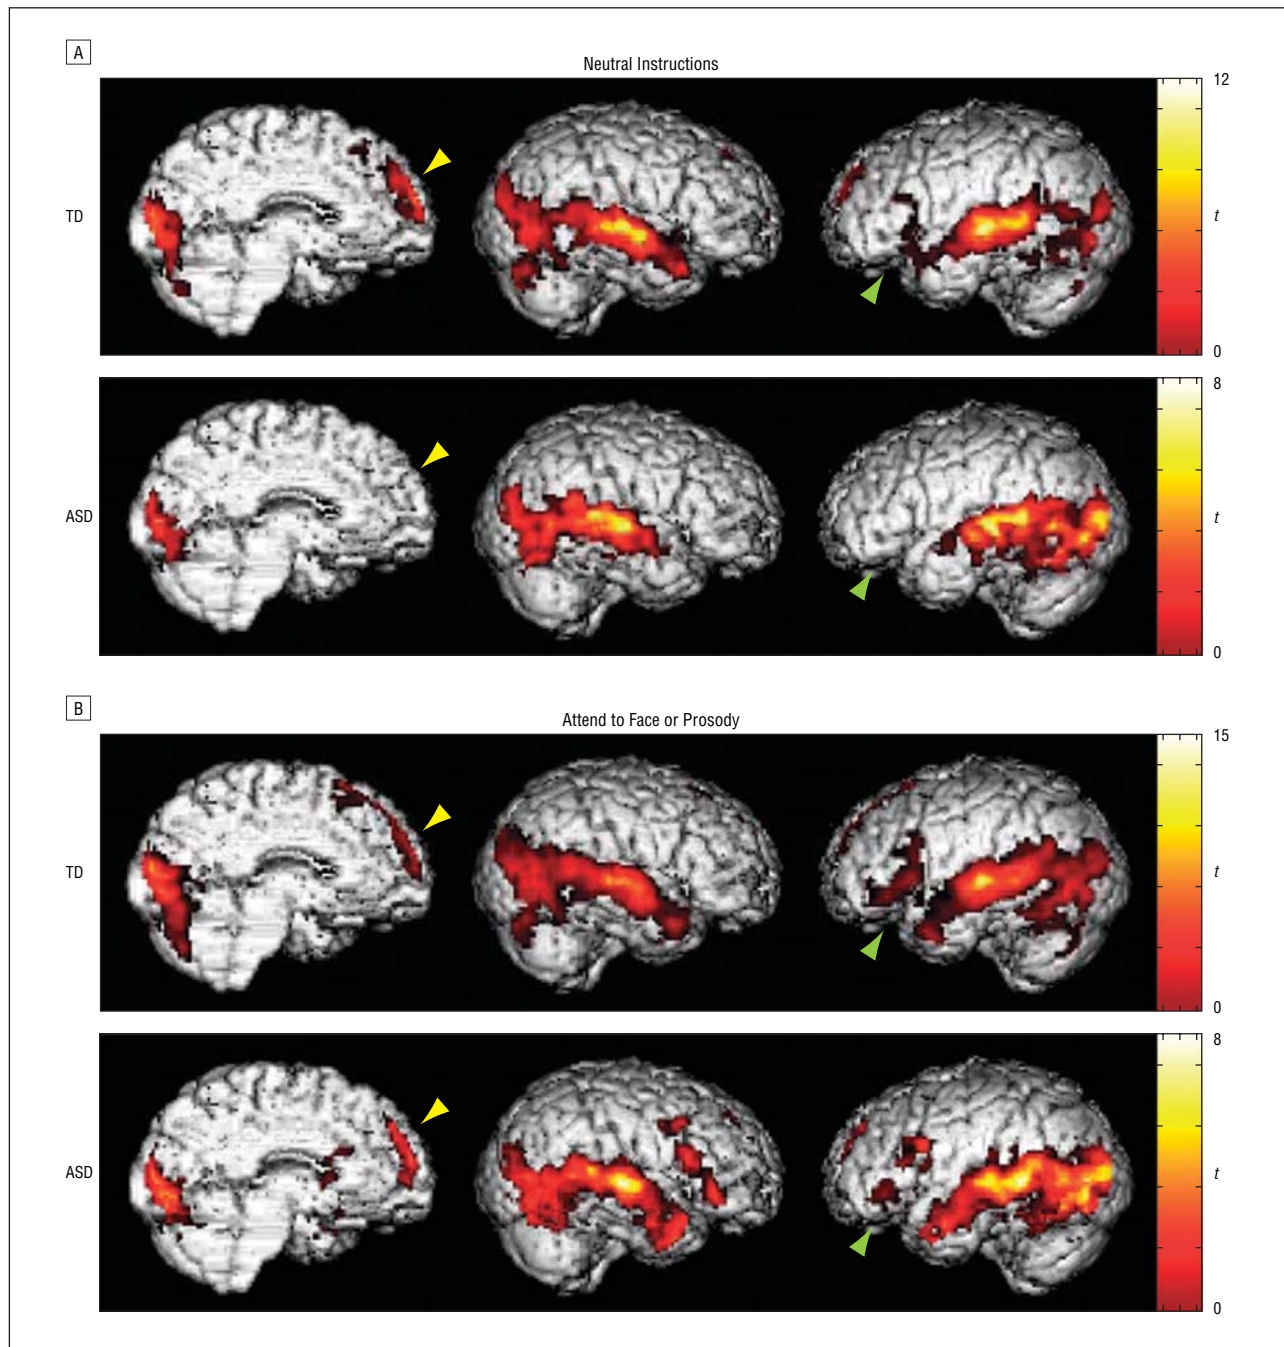 A
Neutral Instructions
TD
12
t
0
ASD
8
t
0
B
Attend to Face or Prosody
TD
15
t
0
ASD
8
t
0